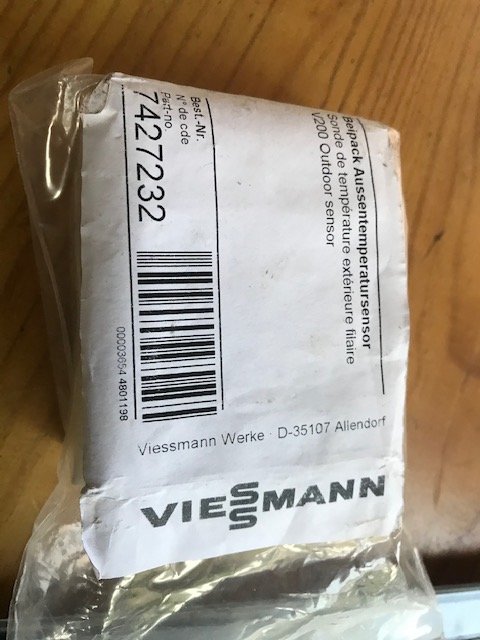 Beipack Aussentemperatursensor
Sonde de température extérieure filaire
V200 Outdoor sensor
Best.-Nr.
N° de cde
Part-no
7427232
00003654 4801198
Viessmann Werke · D-35107 Allendorf
VIESSMANN